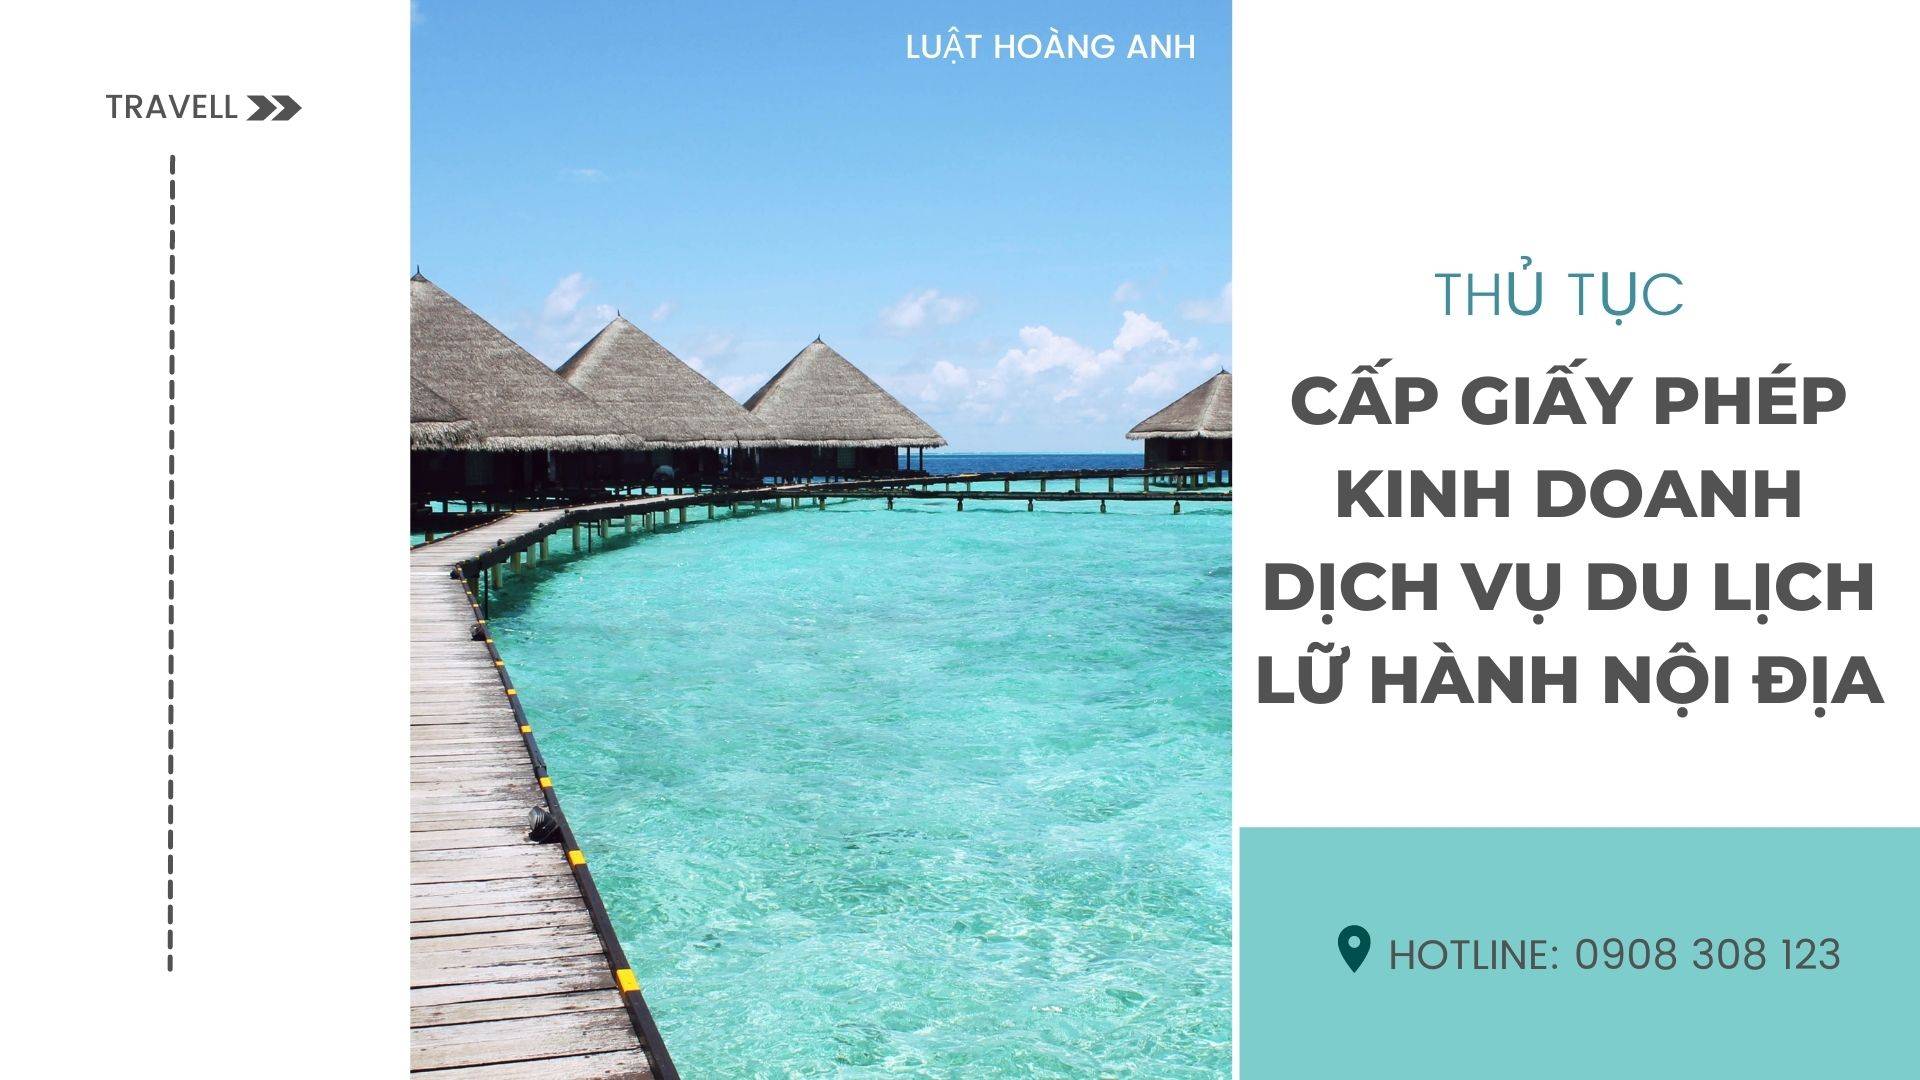 TRAVELL
LUẬT HOÀNG ANH
THỦ TỤC
CẤP GIẤY PHÉP
KINH DOANH
DỊCH VỤ DU LỊCH
LỮ HÀNH NỘI ĐỊA
HOTLINE: 0908 308 123